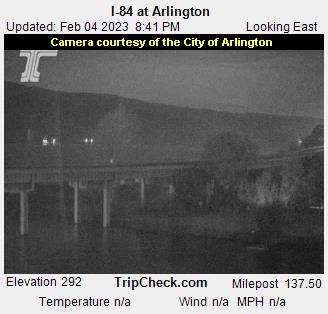 I-84 at Arlington
Updated: Feb 04 2023 8:41 PM Looking East
Camera courtesy of the City of Arlington
Elevation 292 TripCheck.com Milepost 137.50
Temperature n/a Wind n/a MPH n/a